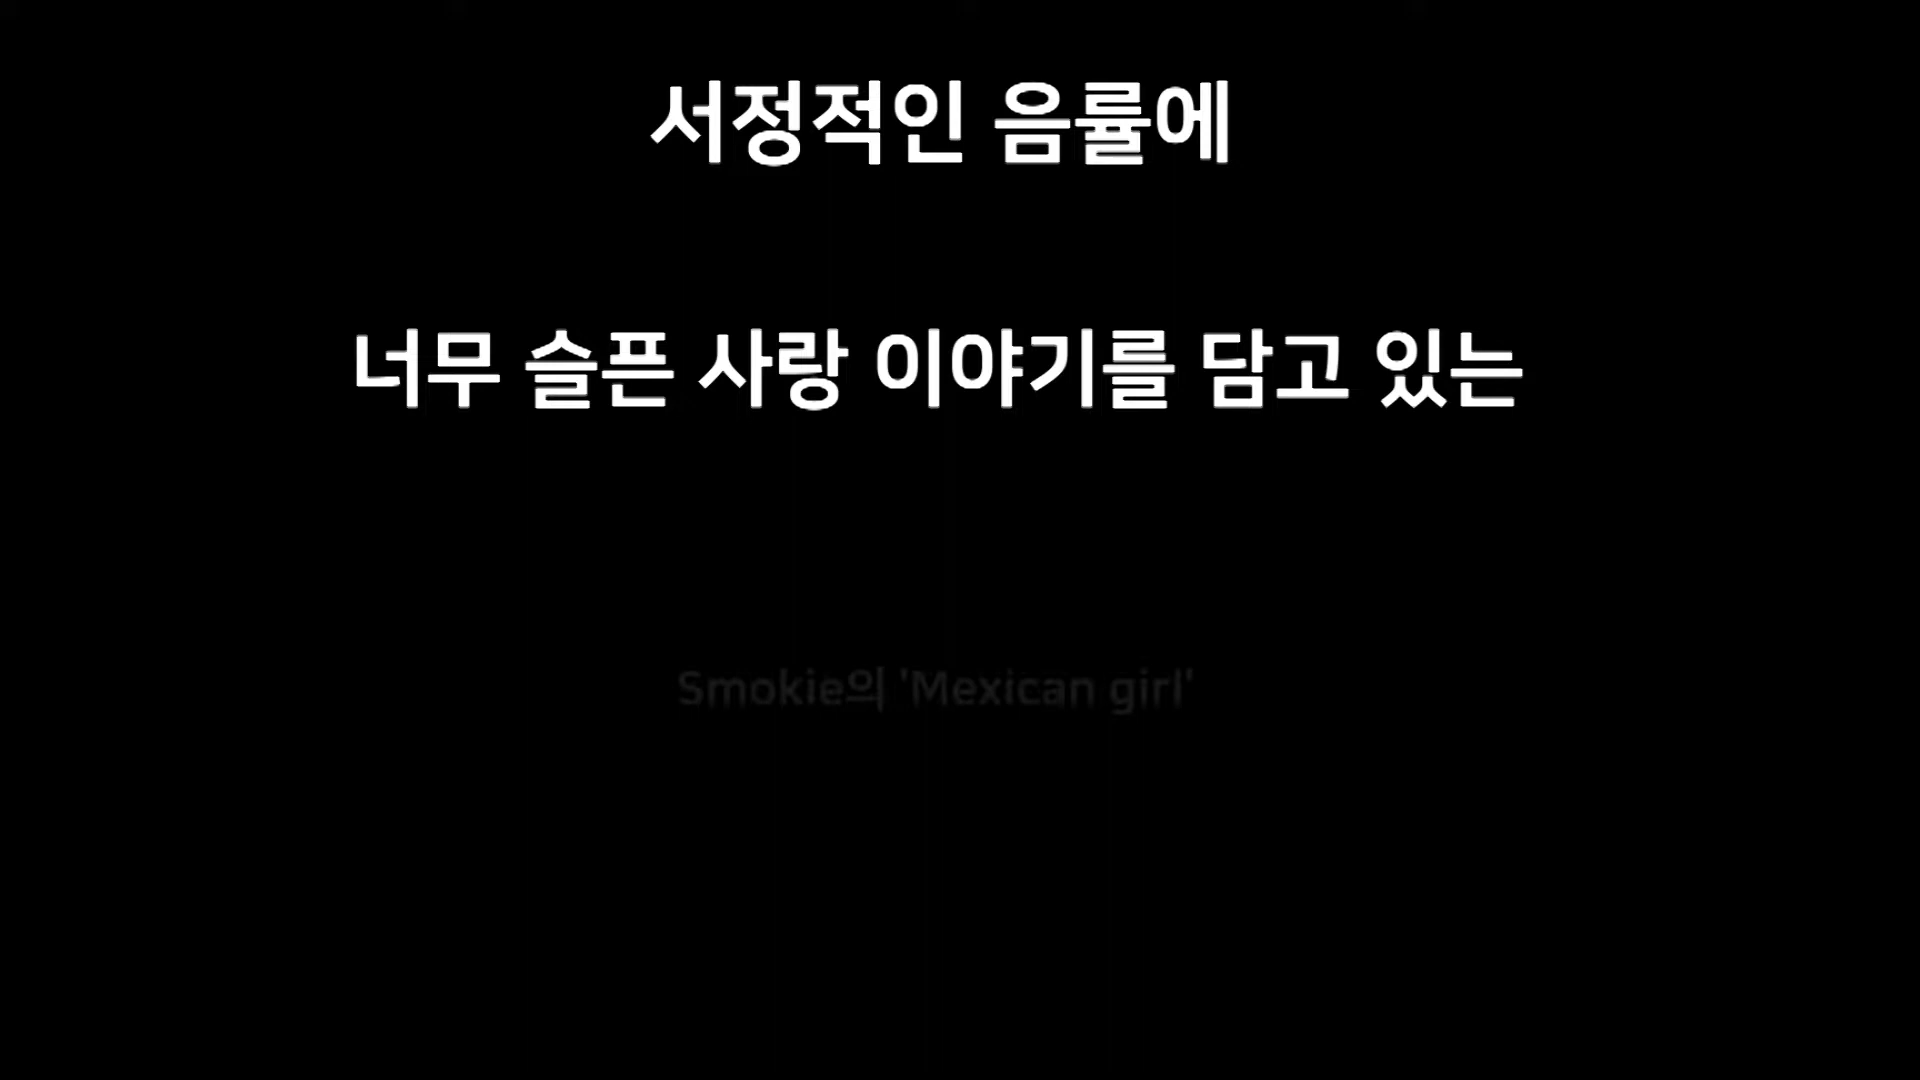 서정적인 음률에
너무 슬픈 사랑 이야기를 담고 있는
Smokie의 'Mexican girl'